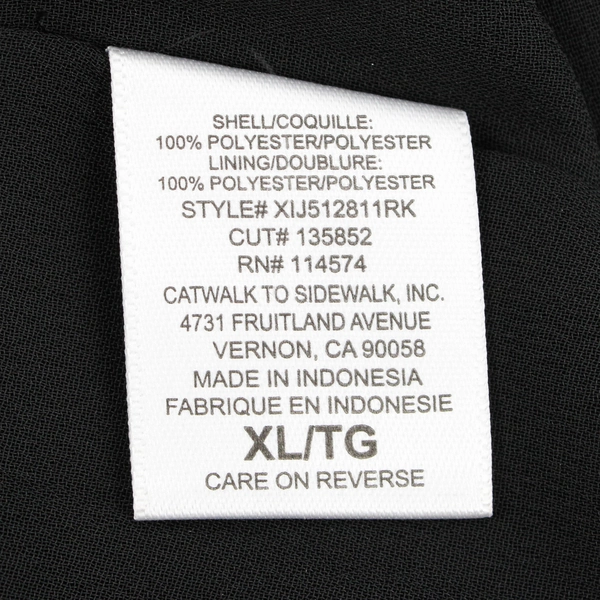 SHELL/COQUILLE:
100% POLYESTER/POLYESTER
LINING/DOUBLURE:
100% POLYESTER/POLYESTER
STYLE# XIJ512811RK
CUT# 135852
RN# 114574
CATWALK TO SIDEWALK, INC.
4731 FRUITLAND AVENUE
VERNON, CA 90058
MADE IN INDONESIA
FABRIQUE EN INDONESIE
XL/TG
CARE ON REVERSE